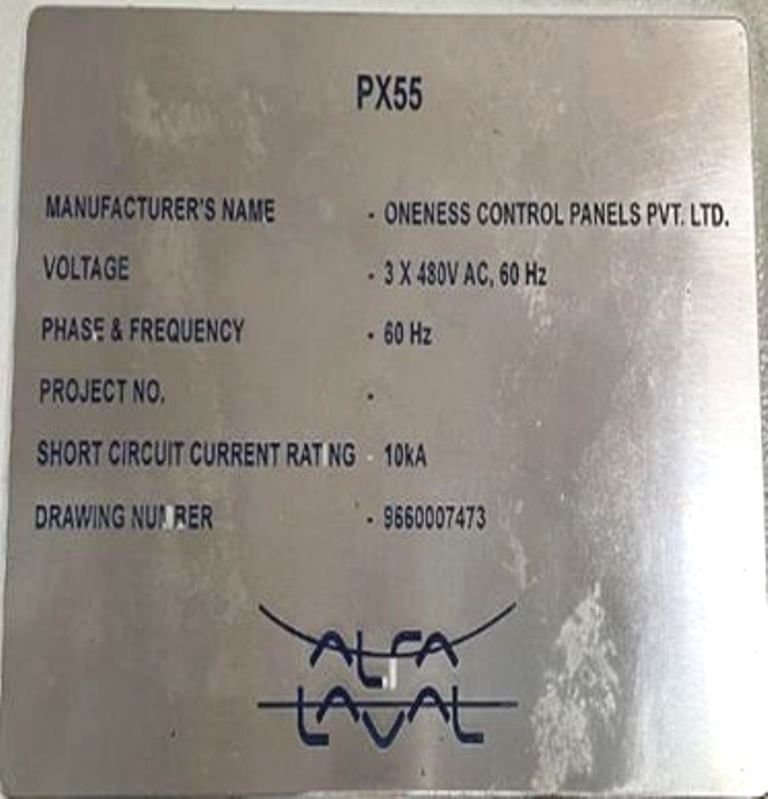 PX55
MANUFACTURER'S NAME - ONENESS CONTROL PANELS PVT. LTD.
VOLTAGE - 3 X 480V AC, 60 Hz
PHASE & FREQUENCY - 60 Hz
PROJECT NO. -
SHORT CIRCUIT CURRENT RATING - 10kA
DRAWING NUMBER - 9660007473
ALFA
LAVAL